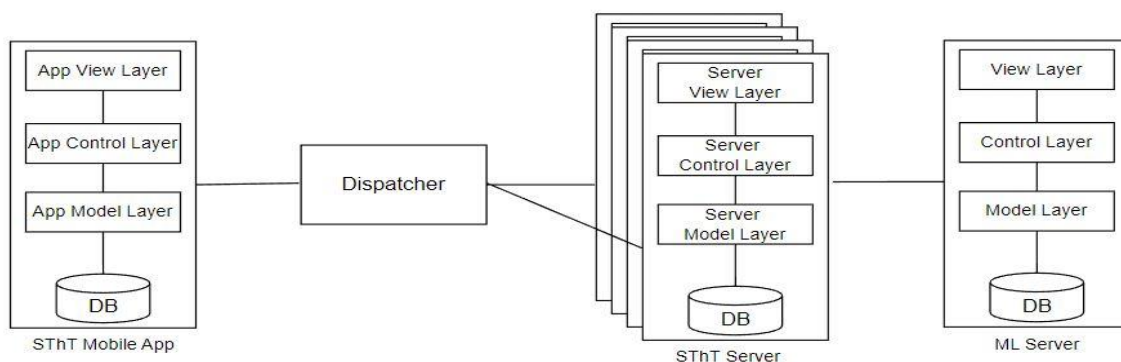 App View Layer
App Control Layer
App Model Layer
DB
SThT Mobile App
Dispatcher
Server
View Layer
Server
Control Layer
Server
Model Layer
DB
SThT Server
View Layer
Control Layer
Model Layer
DB
ML Server